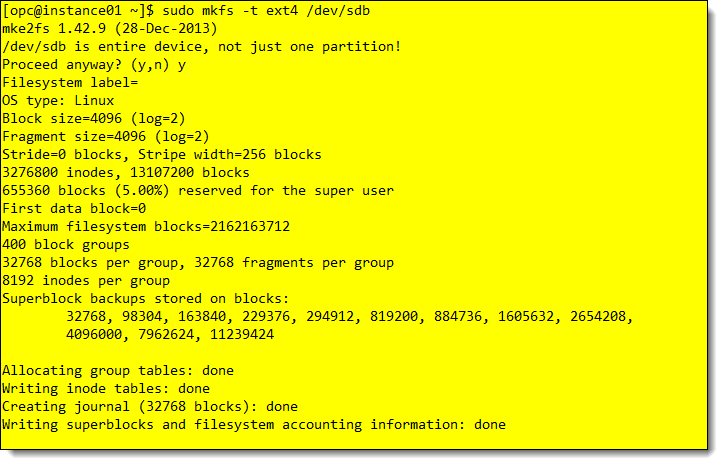 [opc@instance01 ~]$ sudo mkfs -t ext4 /dev/sdb
mke2fs 1.42.9 (28-Dec-2013)
/dev/sdb is entire device, not just one partition!
Proceed anyway? (y,n) y
Filesystem label=
OS type: Linux
Block size=4096 (log=2)
Fragment size=4096 (log=2)
Stride=0 blocks, Stripe width=256 blocks
3276800 inodes, 13107200 blocks
655360 blocks (5.00%) reserved for the super user
First data block=0
Maximum filesystem blocks=2162163712
400 block groups
32768 blocks per group, 32768 fragments per group
8192 inodes per group
Superblock backups stored on blocks:
        32768, 98304, 163840, 229376, 294912, 819200, 884736, 1605632, 2654208,
        4096000, 7962624, 11239424
Allocating group tables: done
Writing inode tables: done
Creating journal (32768 blocks): done
Writing superblocks and filesystem accounting information: done